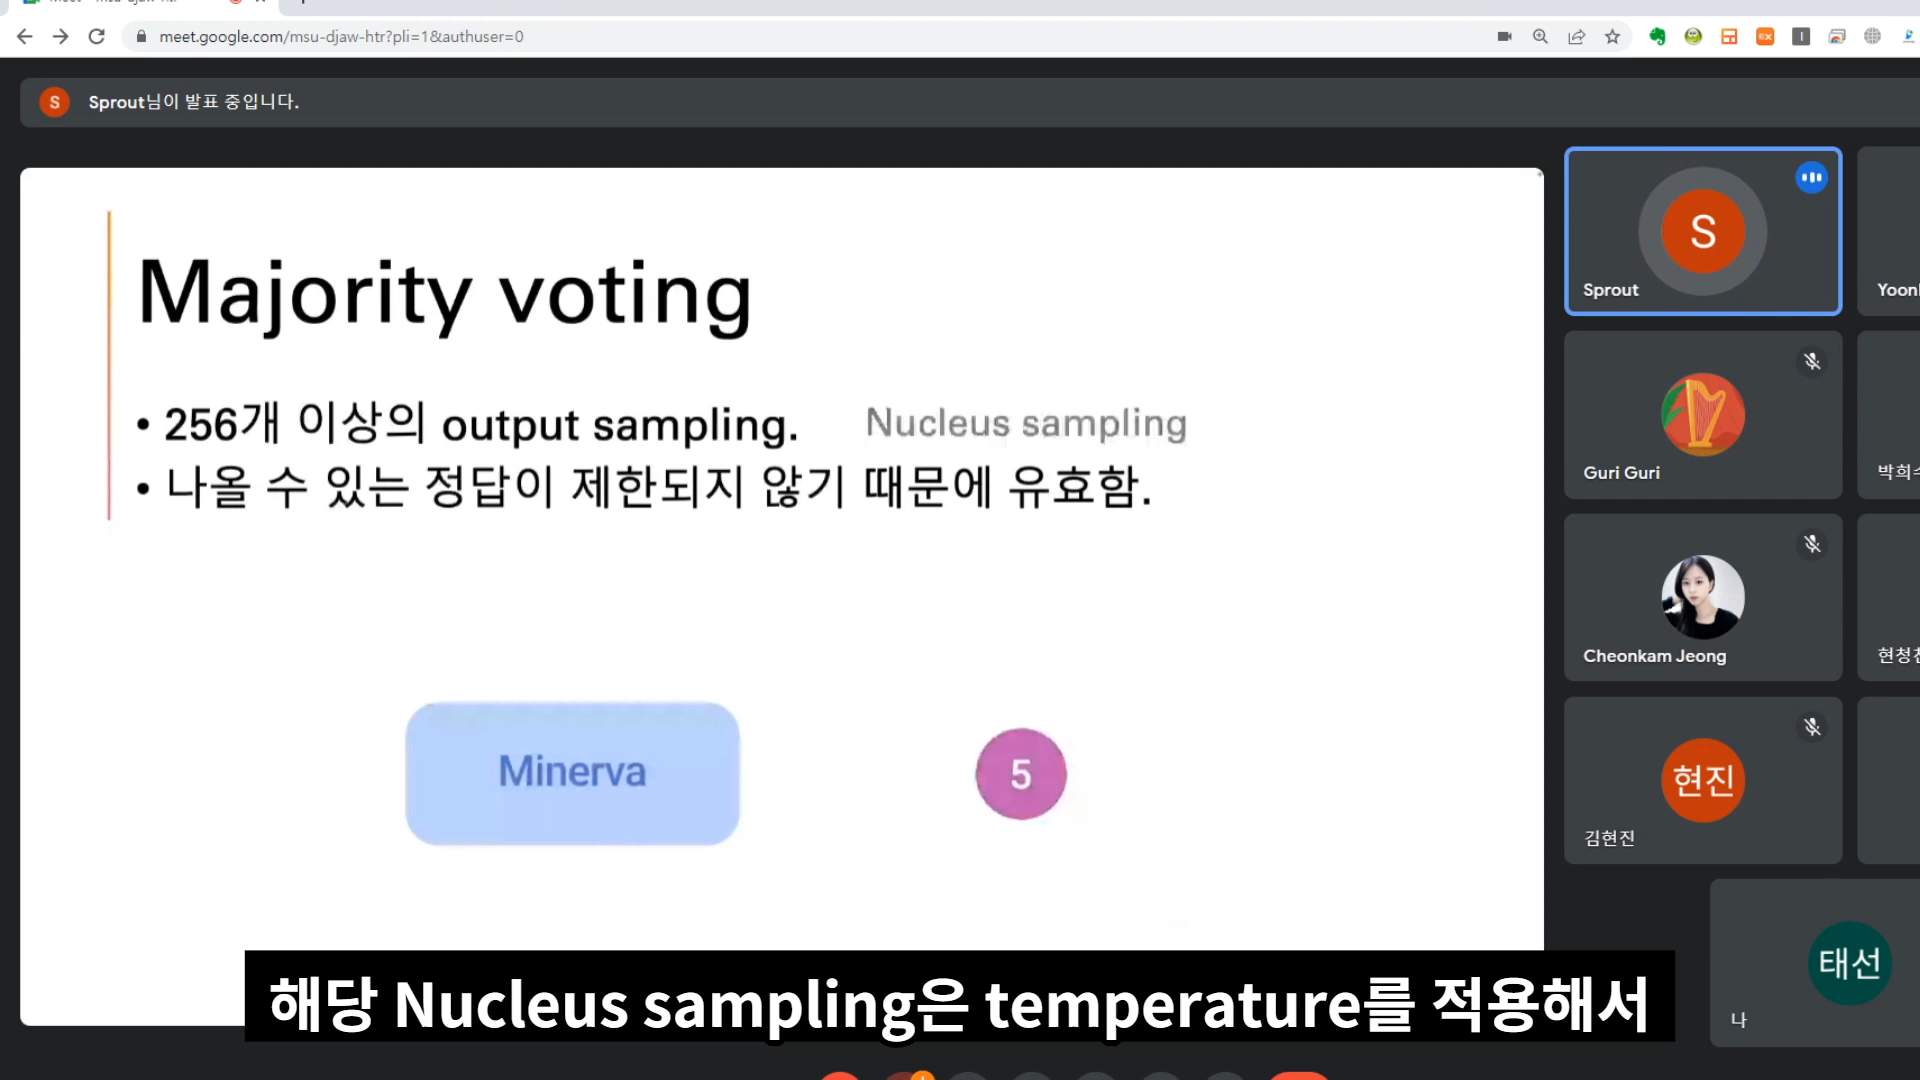 meet.google.com/msu-djaw-htr?pli=1&authuser=0
S
Sprout님이 발표 중입니다.
Majority voting
• 256개 이상의 output sampling.
Nucleus sampling
• 나올 수 있는 정답이 제한되지 않기 때문에 유효함.
Minerva
5
S
Sprout
Guri Guri
박희수
Cheonkam Jeong
현진
김현진
태선
나
해당 Nucleus sampling은 temperature를 적용해서